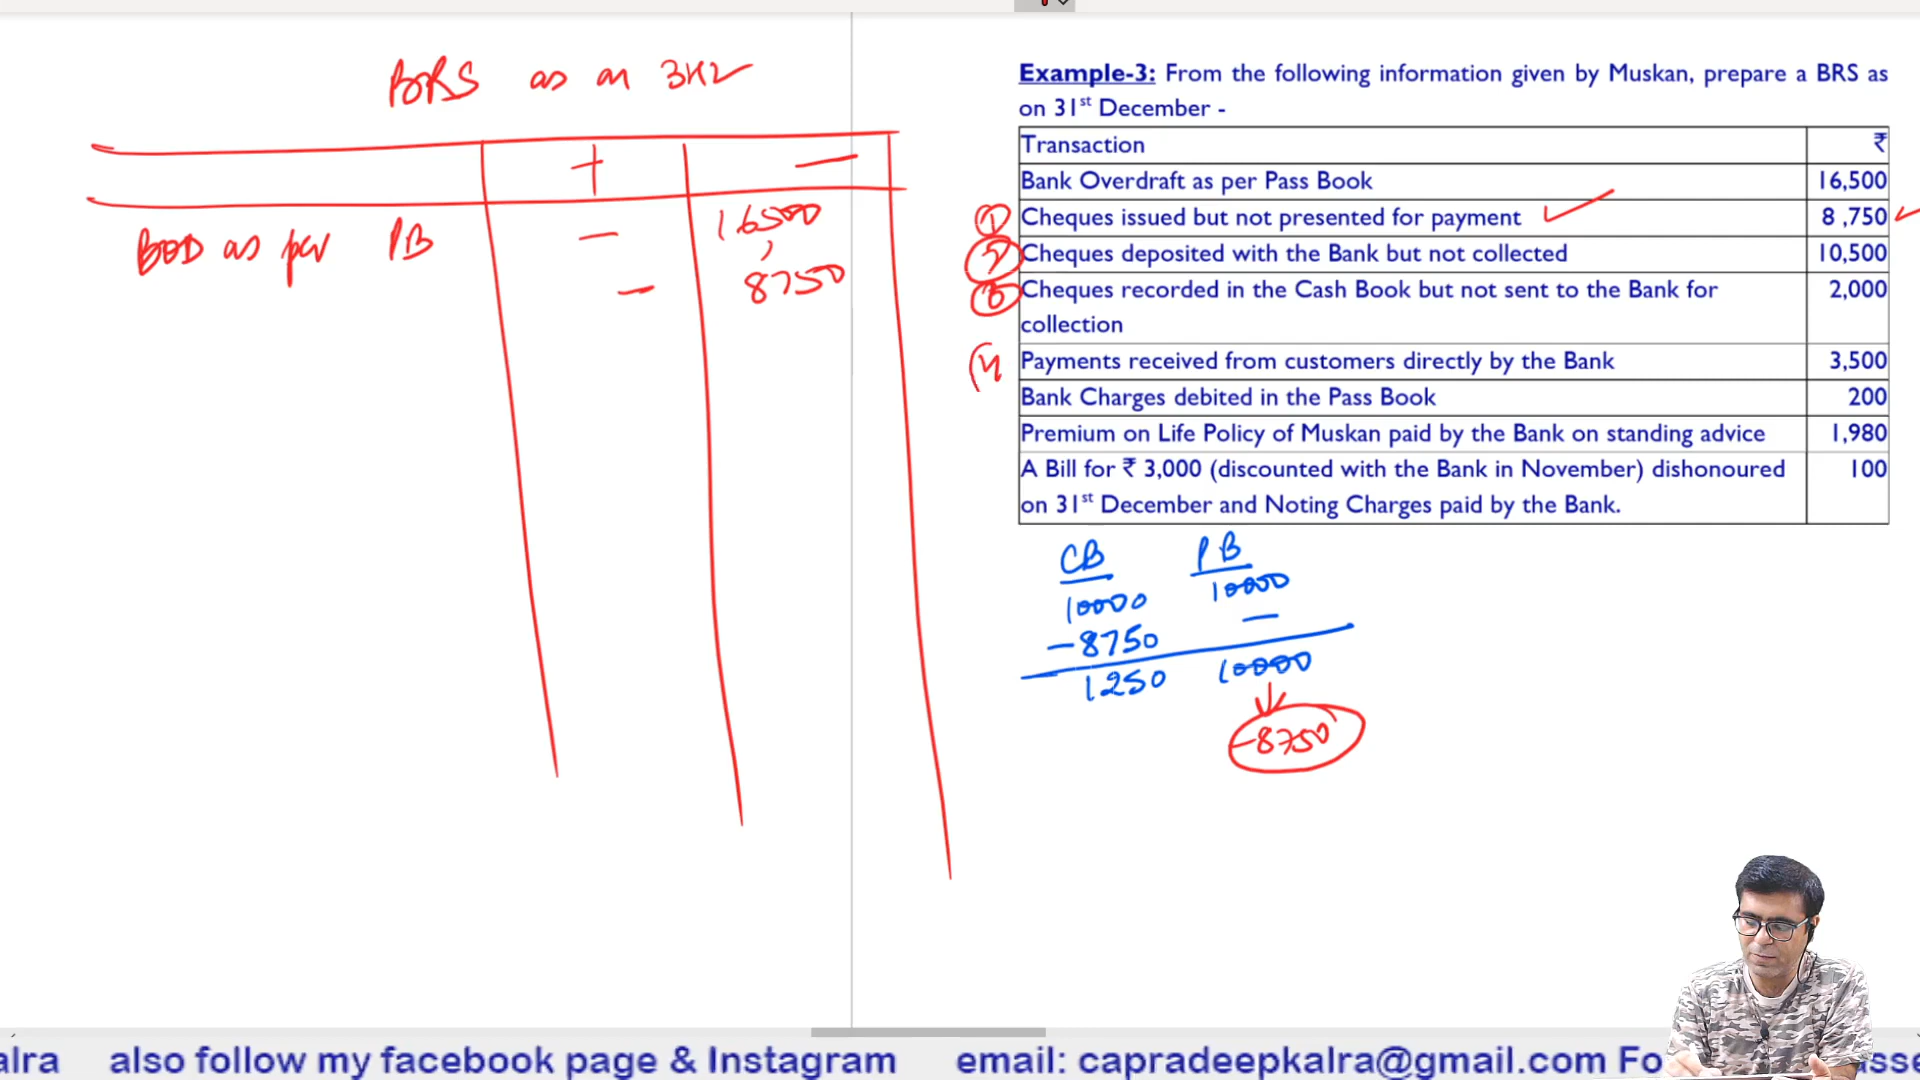 BRS as on 31/12
+ −
BOD as per PB − 16500
− 8750
Example-3: From the following information given by Muskan, prepare a BRS as
on 31st December -
Transaction ₹
Bank Overdraft as per Pass Book 16,500
① Cheques issued but not presented for payment ✓ 8 ,750 ✓
Cheques deposited with the Bank but not collected 10,500
③ Cheques recorded in the Cash Book but not sent to the Bank for 2,000
collection
(4 Payments received from customers directly by the Bank 3,500
Bank Charges debited in the Pass Book 200
Premium on Life Policy of Muskan paid by the Bank on standing advice 1,980
A Bill for ₹ 3,000 (discounted with the Bank in November) dishonoured 100
on 31st December and Noting Charges paid by the Bank.
CB PB
10000 10000
−8750 −
1250 10000
−8750
alra also follow my facebook page & Instagram email: capradeepkalra@gmail.com Fo asse